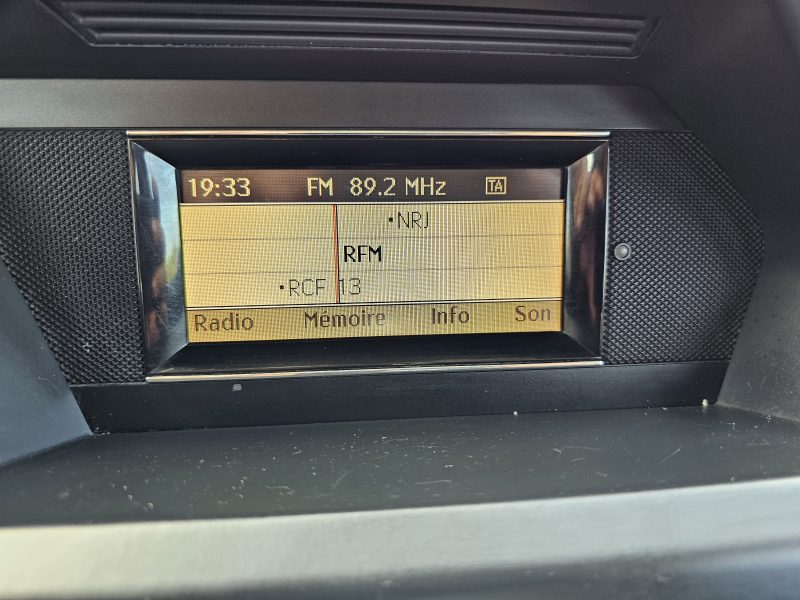 19:33 FM 89.2 MHz TA
•NRJ
RFM
•RCF 13
Radio Mémoire Info Son